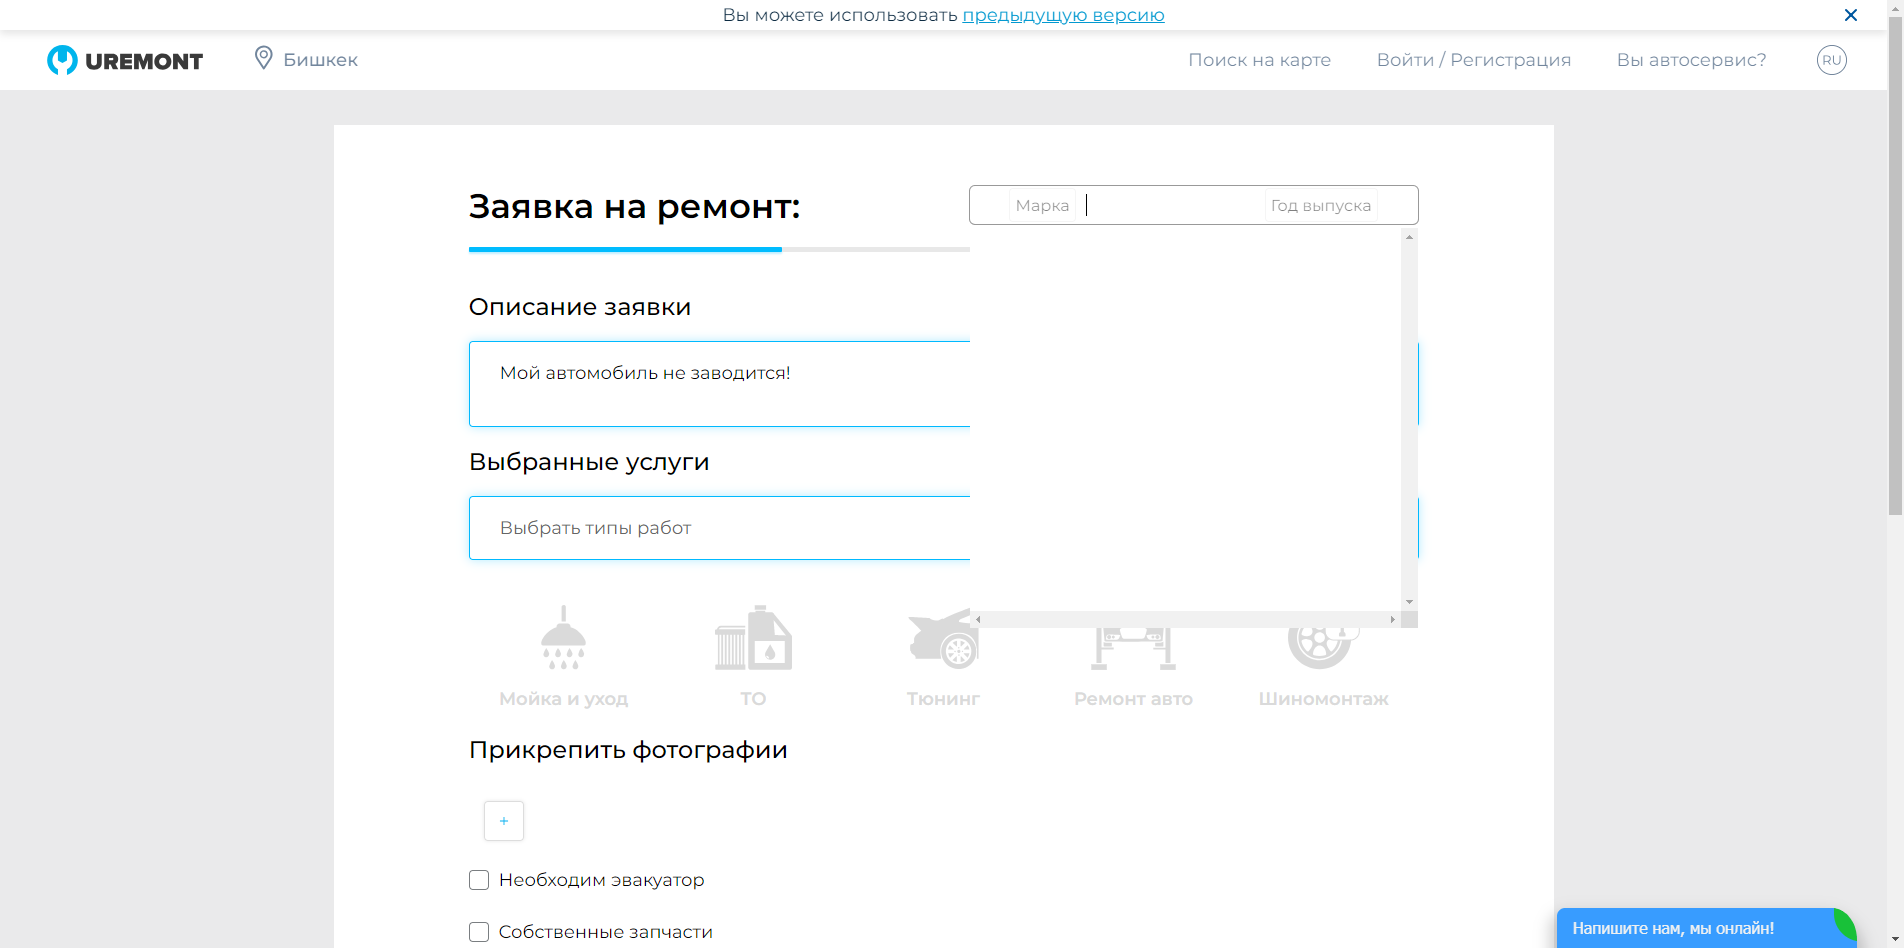 Вы можете использовать предыдущую версию
UREMONT
Бишкек
Поиск на карте
Войти / Регистрация
Вы автосервис?
RU
Заявка на ремонт:
Марка
Год выпуска
Описание заявки
Мой автомобиль не заводится!
Выбранные услуги
Выбрать типы работ
Мойка и уход
ТО
Тюнинг
Ремонт авто
Шиномонтаж
Прикрепить фотографии
+
Необходим эвакуатор
Собственные запчасти
Напишите нам, мы онлайн!